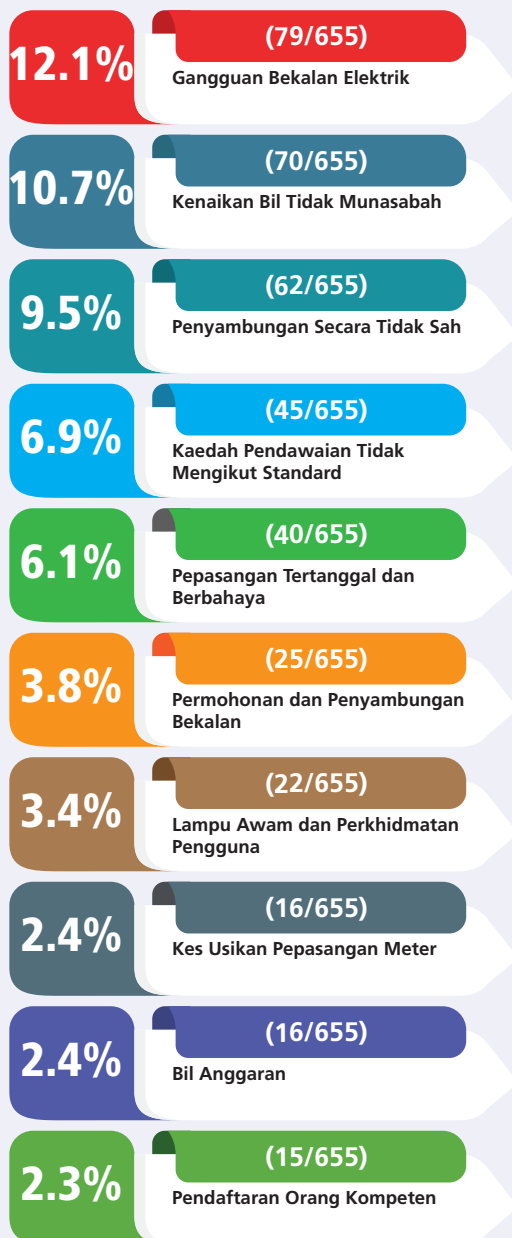 12.1%
(79/655)
Gangguan Bekalan Elektrik
10.7%
(70/655)
Kenaikan Bil Tidak Munasabah
9.5%
(62/655)
Penyambungan Secara Tidak Sah
6.9%
(45/655)
Kaedah Pendawaian Tidak
Mengikut Standard
6.1%
(40/655)
Pepasangan Tertanggal dan
Berbahaya
3.8%
(25/655)
Permohonan dan Penyambungan
Bekalan
3.4%
(22/655)
Lampu Awam dan Perkhidmatan
Pengguna
2.4%
(16/655)
Kes Usikan Pepasangan Meter
2.4%
(16/655)
Bil Anggaran
2.3%
(15/655)
Pendaftaran Orang Kompeten